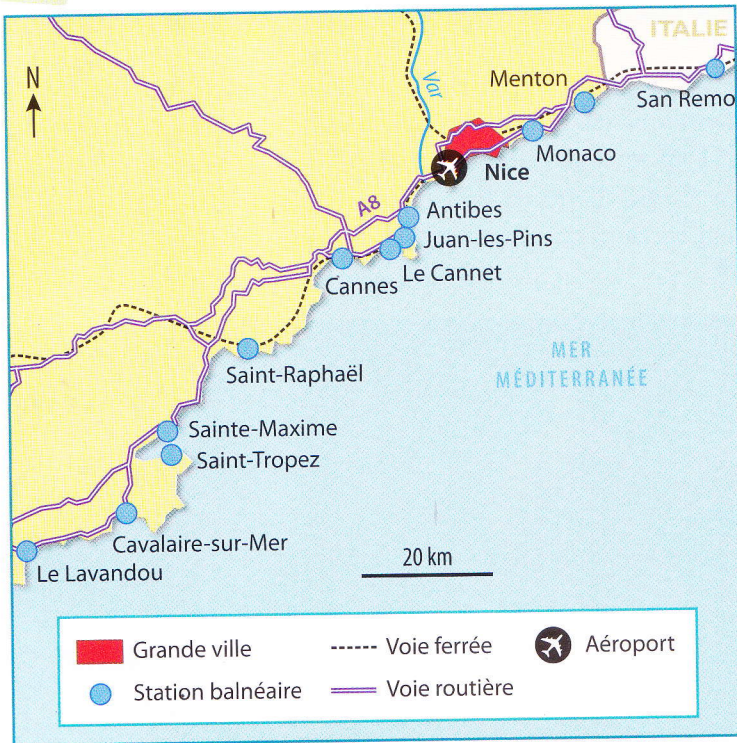 ITALIE
N
Var
Menton
San Remo
Monaco
Nice
A8
Antibes
Juan-les-Pins
Le Cannet
Cannes
MER
MÉDITERRANÉE
Saint-Raphaël
Sainte-Maxime
Saint-Tropez
Cavalaire-sur-Mer
Le Lavandou
20 km
Grande ville
Voie ferrée
Aéroport
Station balnéaire
Voie routière